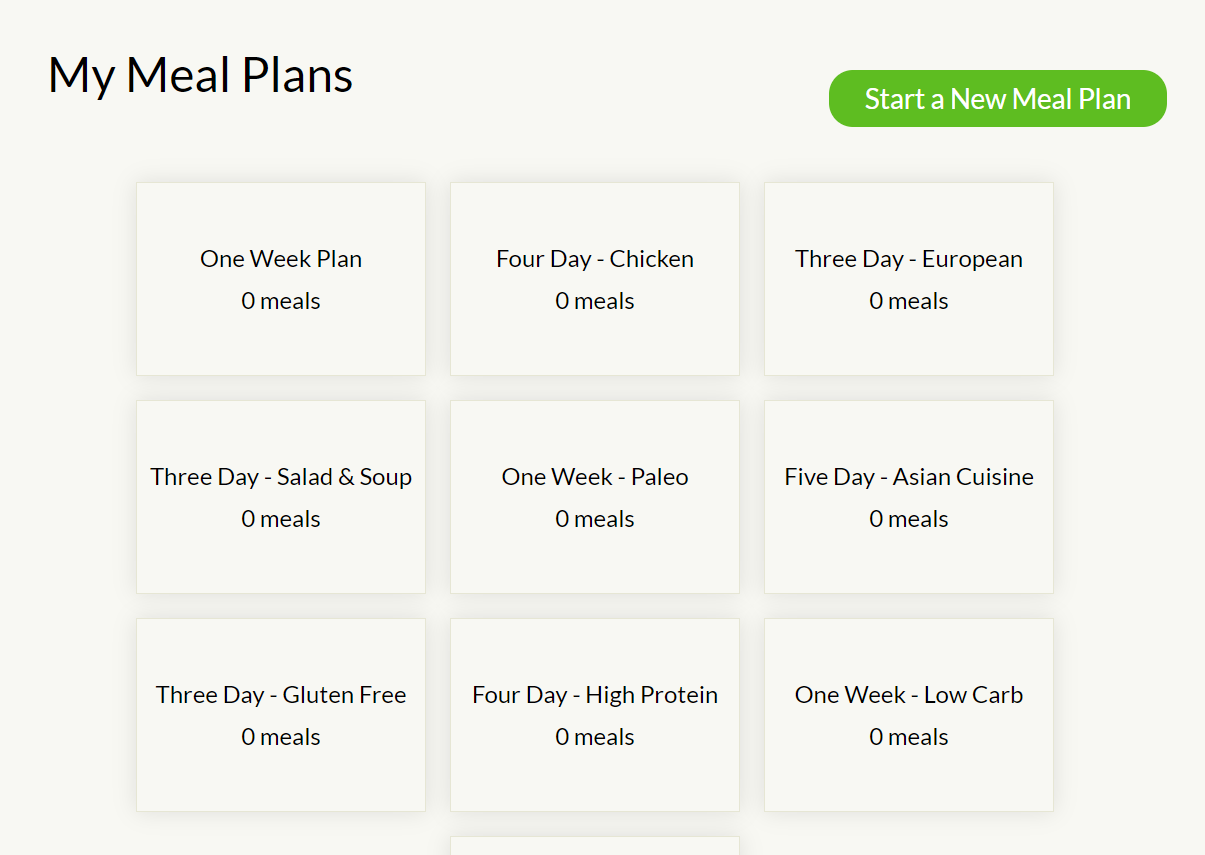 My Meal Plans
Start a New Meal Plan
One Week Plan
0 meals
Four Day - Chicken
0 meals
Three Day - European
0 meals
Three Day - Salad & Soup
0 meals
One Week - Paleo
0 meals
Five Day - Asian Cuisine
0 meals
Three Day - Gluten Free
0 meals
Four Day - High Protein
0 meals
One Week - Low Carb
0 meals